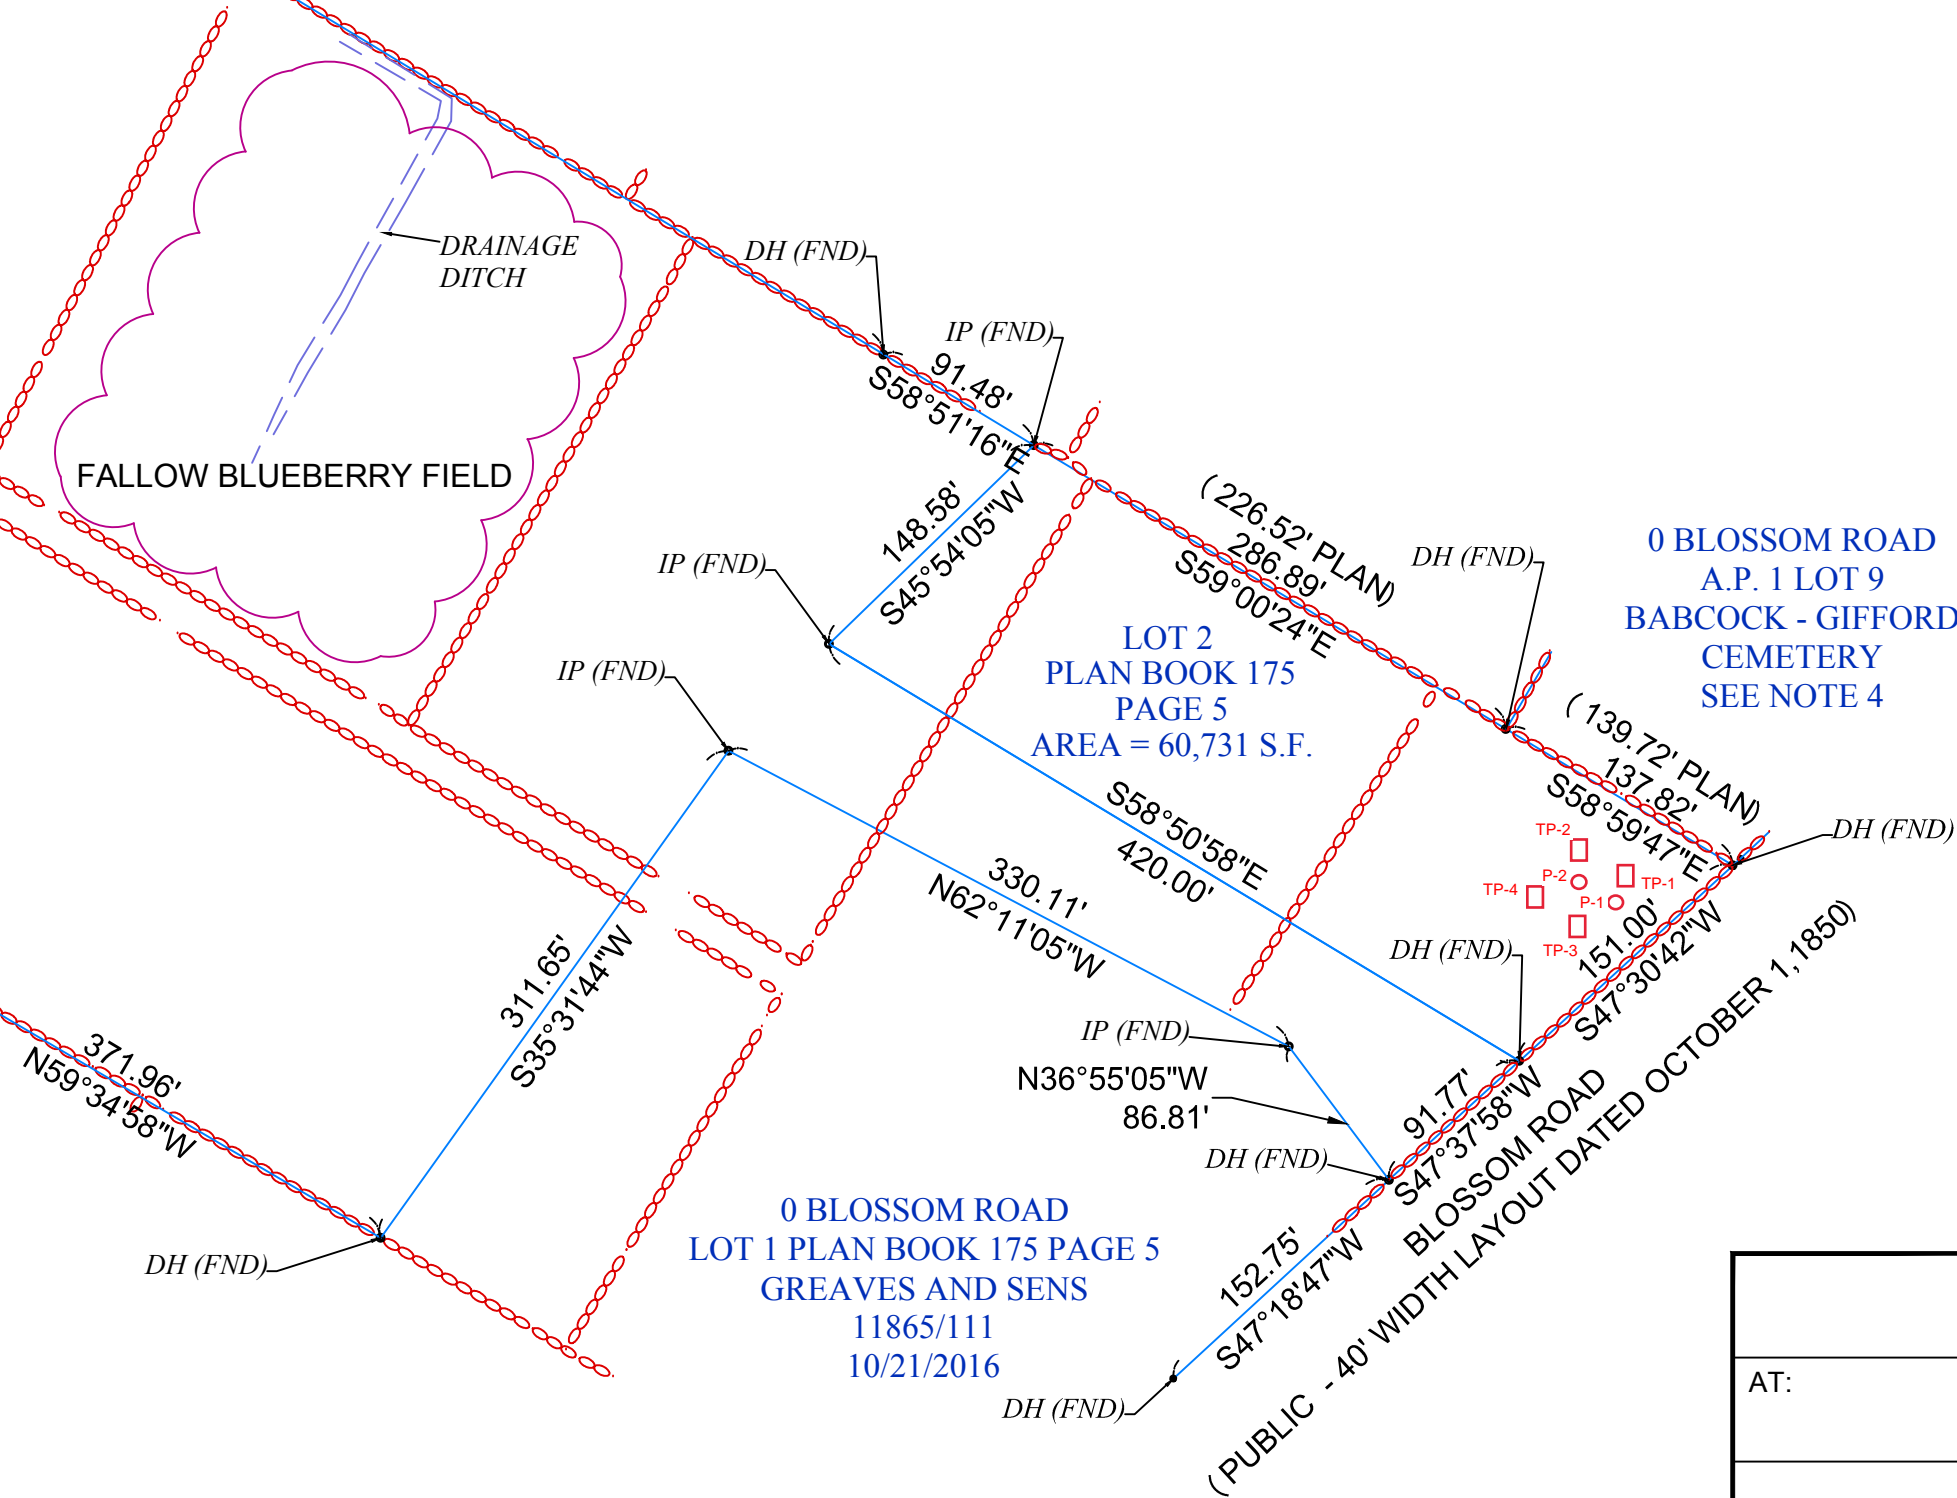 DRAINAGE
DITCH
FALLOW BLUEBERRY FIELD
DH (FND)
IP (FND)
91.48'
S58°51'16"E
148.58'
S45°54'05"W
IP (FND)
IP (FND)
(226.52' PLAN)
286.89'
S59°00'24"E
DH (FND)
0 BLOSSOM ROAD
A.P. 1 LOT 9
BABCOCK - GIFFORD
CEMETERY
SEE NOTE 4
LOT 2
PLAN BOOK 175
PAGE 5
AREA = 60,731 S.F.
(139.72' PLAN)
137.82'
S58°59'47"E
DH (FND)
TP-2
P-2
TP-1
TP-4
P-1
TP-3
S58°50'58"E
420.00'
330.11'
N62°11'05"W
151.00'
S47°30'42"W
DH (FND)
311.65'
S35°31'44"W
371.96'
N59°34'58"W
IP (FND)
N36°55'05"W
86.81'
DH (FND)
91.77'
S47°37'58"W
BLOSSOM ROAD
(PUBLIC - 40' WIDTH LAYOUT DATED OCTOBER 1,1850)
DH (FND)
0 BLOSSOM ROAD
LOT 1 PLAN BOOK 175 PAGE 5
GREAVES AND SENS
11865/111
10/21/2016
152.75'
S47°18'47"W
DH (FND)
AT: